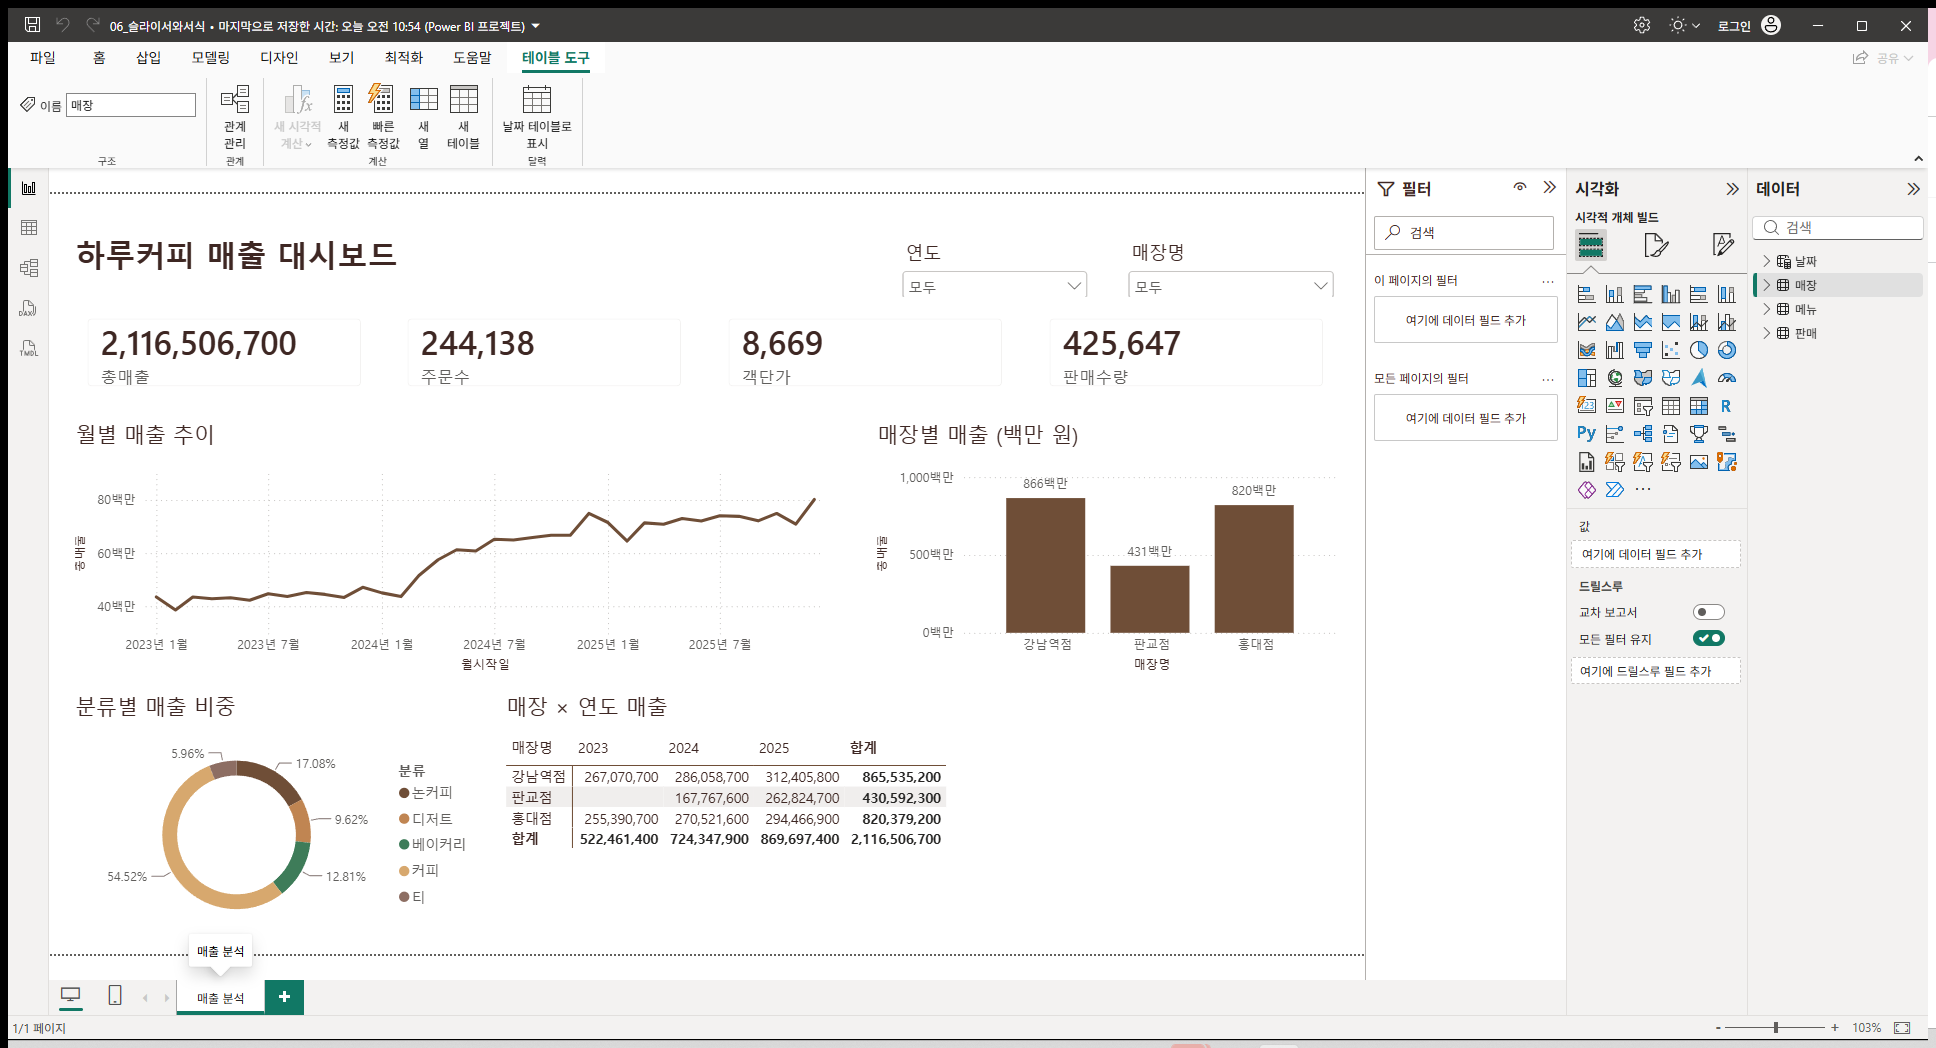 06_슬라이서와서식 • 마지막으로 저장한 시간: 오늘 오전 10:54 (Power BI 프로젝트)
로그인
파일 홈 삽입 모델링 디자인 보기 최적화 도움말 테이블 도구
공유
이름 매장
구조
관계 관리
관계
새 시각적 계산
새 측정값
빠른 측정값
새 열
새 테이블
계산
날짜 테이블로 표시
달력
하루커피 매출 대시보드
연도
모두
매장명
모두
2,116,506,700
총매출
244,138
주문수
8,669
객단가
425,647
판매수량
월별 매출 추이
총매출
80백만
60백만
40백만
2023년 1월 2023년 7월 2024년 1월 2024년 7월 2025년 1월 2025년 7월
월시작일
매장별 매출 (백만 원)
총매출
1,000백만
500백만
0백만
866백만
431백만
820백만
강남역점 판교점 홍대점
매장명
분류별 매출 비중
5.96%
17.08%
9.62%
12.81%
54.52%
분류
논커피
디저트
베이커리
커피
티
매장 × 연도 매출
매장명 2023 2024 2025 합계
강남역점 267,070,700 286,058,700 312,405,800 865,535,200
판교점 167,767,600 262,824,700 430,592,300
홍대점 255,390,700 270,521,600 294,466,900 820,379,200
합계 522,461,400 724,347,900 869,697,400 2,116,506,700
매출 분석
매출 분석
+
1/1 페이지
- + 103%
필터
검색
이 페이지의 필터 ...
여기에 데이터 필드 추가
모든 페이지의 필터 ...
여기에 데이터 필드 추가
시각화
시각적 개체 빌드
123
R
Py
...
값
여기에 데이터 필드 추가
드릴스루
교차 보고서
모든 필터 유지
여기에 드릴스루 필드 추가
데이터
검색
날짜
매장
메뉴
판매
DAX
TMDL